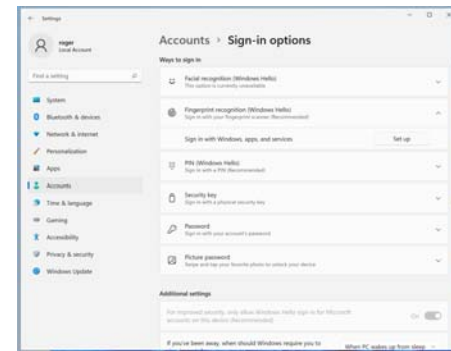 Settings
roger
Local Account
Find a setting
System
Bluetooth & devices
Network & internet
Personalization
Apps
Accounts
Time & language
Gaming
Accessibility
Privacy & security
Windows Update
Accounts > Sign-in options
Ways to sign in
Facial recognition (Windows Hello)
This option is currently unavailable
Fingerprint recognition (Windows Hello)
Sign in with your fingerprint scanner (Recommended)
Sign in with Windows, apps, and services
Set up
PIN (Windows Hello)
Sign in with a PIN (Recommended)
Security key
Sign in with a physical security key
Password
Sign in with your account's password
Picture password
Swipe and tap your favorite photo to unlock your device
Additional settings
For improved security, only allow Windows Hello sign-in for Microsoft
accounts on this device (Recommended)
On
If you've been away, when should Windows require you to
When PC wakes up from sleep